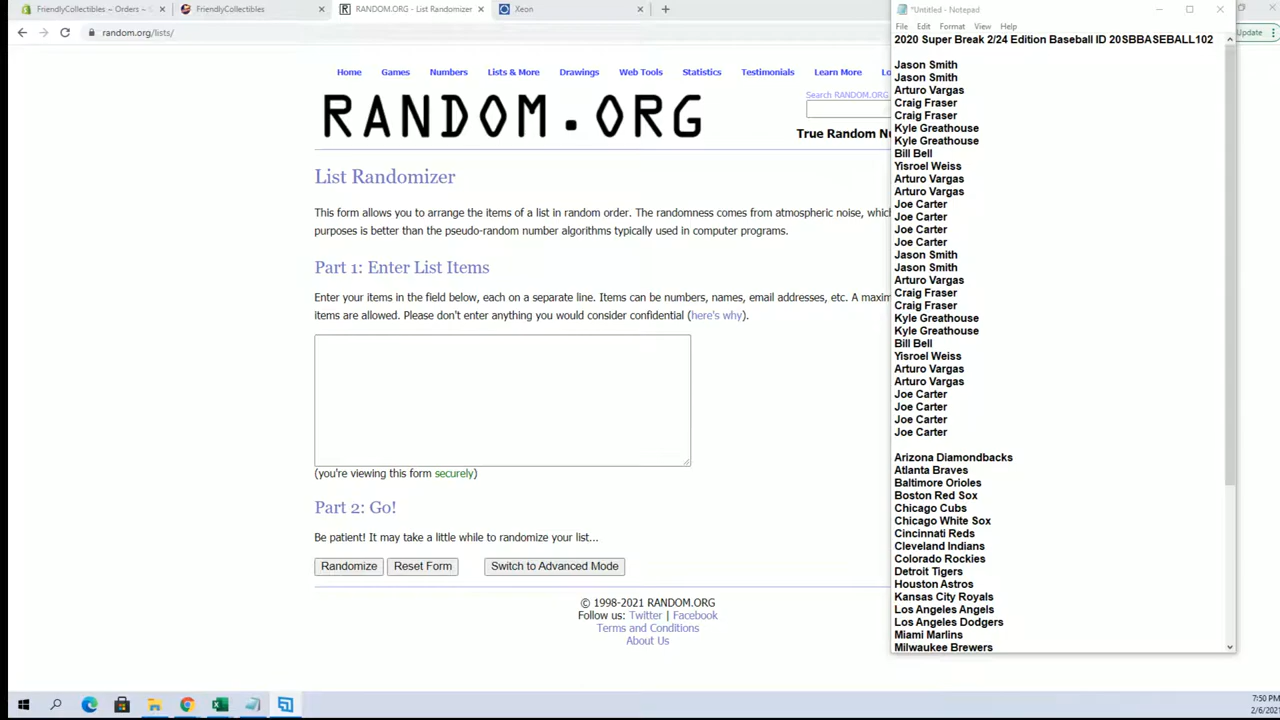 FriendlyCollectibles ~ Orders ~ S
FriendlyCollectibles
RANDOM.ORG - List Randomizer
Xeon
*Untitled - Notepad
random.org/lists/
Update
File Edit Format View Help
2020 Super Break 2/24 Edition Baseball ID 20SBBASEBALL102
Home Games Numbers Lists & More Drawings Web Tools Statistics Testimonials Learn More Lo
Search RANDOM.ORG
RANDOM.ORG
True Random Nu
List Randomizer
This form allows you to arrange the items of a list in random order. The randomness comes from atmospheric noise, whic
purposes is better than the pseudo-random number algorithms typically used in computer programs.
Part 1: Enter List Items
Enter your items in the field below, each on a separate line. Items can be numbers, names, email addresses, etc. A maxim
items are allowed. Please don't enter anything you would consider confidential (here's why).
(you're viewing this form securely)
Part 2: Go!
Be patient! It may take a little while to randomize your list...
Randomize Reset Form Switch to Advanced Mode
© 1998-2021 RANDOM.ORG
Follow us: Twitter | Facebook
Terms and Conditions
About Us
Jason Smith
Jason Smith
Arturo Vargas
Craig Fraser
Craig Fraser
Kyle Greathouse
Kyle Greathouse
Bill Bell
Yisroel Weiss
Arturo Vargas
Arturo Vargas
Joe Carter
Joe Carter
Joe Carter
Joe Carter
Jason Smith
Jason Smith
Arturo Vargas
Craig Fraser
Craig Fraser
Kyle Greathouse
Kyle Greathouse
Bill Bell
Yisroel Weiss
Arturo Vargas
Arturo Vargas
Joe Carter
Joe Carter
Joe Carter
Joe Carter
Arizona Diamondbacks
Atlanta Braves
Baltimore Orioles
Boston Red Sox
Chicago Cubs
Chicago White Sox
Cincinnati Reds
Cleveland Indians
Colorado Rockies
Detroit Tigers
Houston Astros
Kansas City Royals
Los Angeles Angels
Los Angeles Dodgers
Miami Marlins
Milwaukee Brewers
7:50 PM
2/6/2021